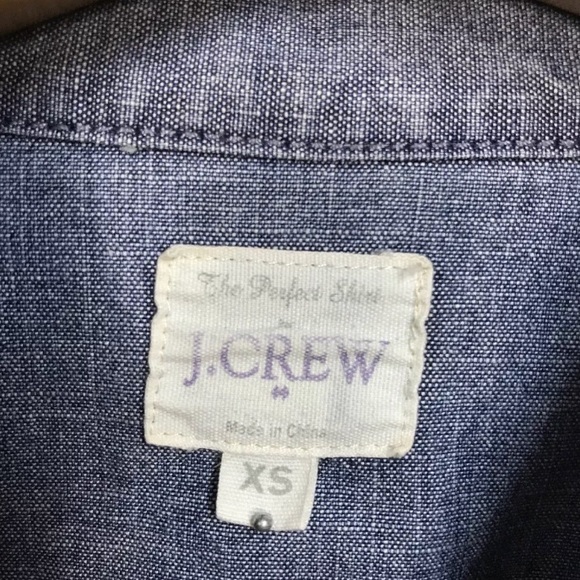 The Perfect Shirt
J.CREW
Made in China
XS